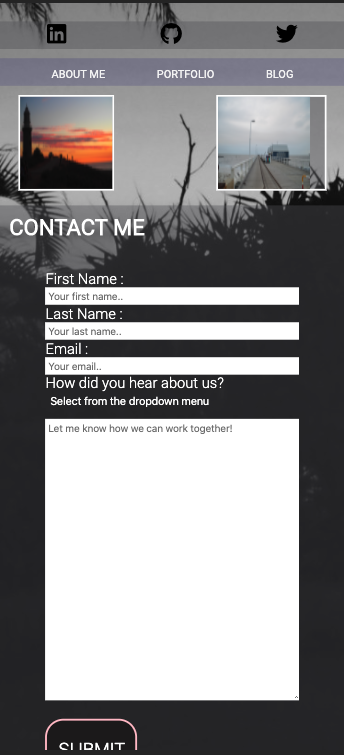 in
ABOUT ME PORTFOLIO BLOG
CONTACT ME
First Name :
Your first name..
Last Name :
Your last name..
Email :
Your email..
How did you hear about us?
Select from the dropdown menu
Let me know how we can work together!
SUBMIT